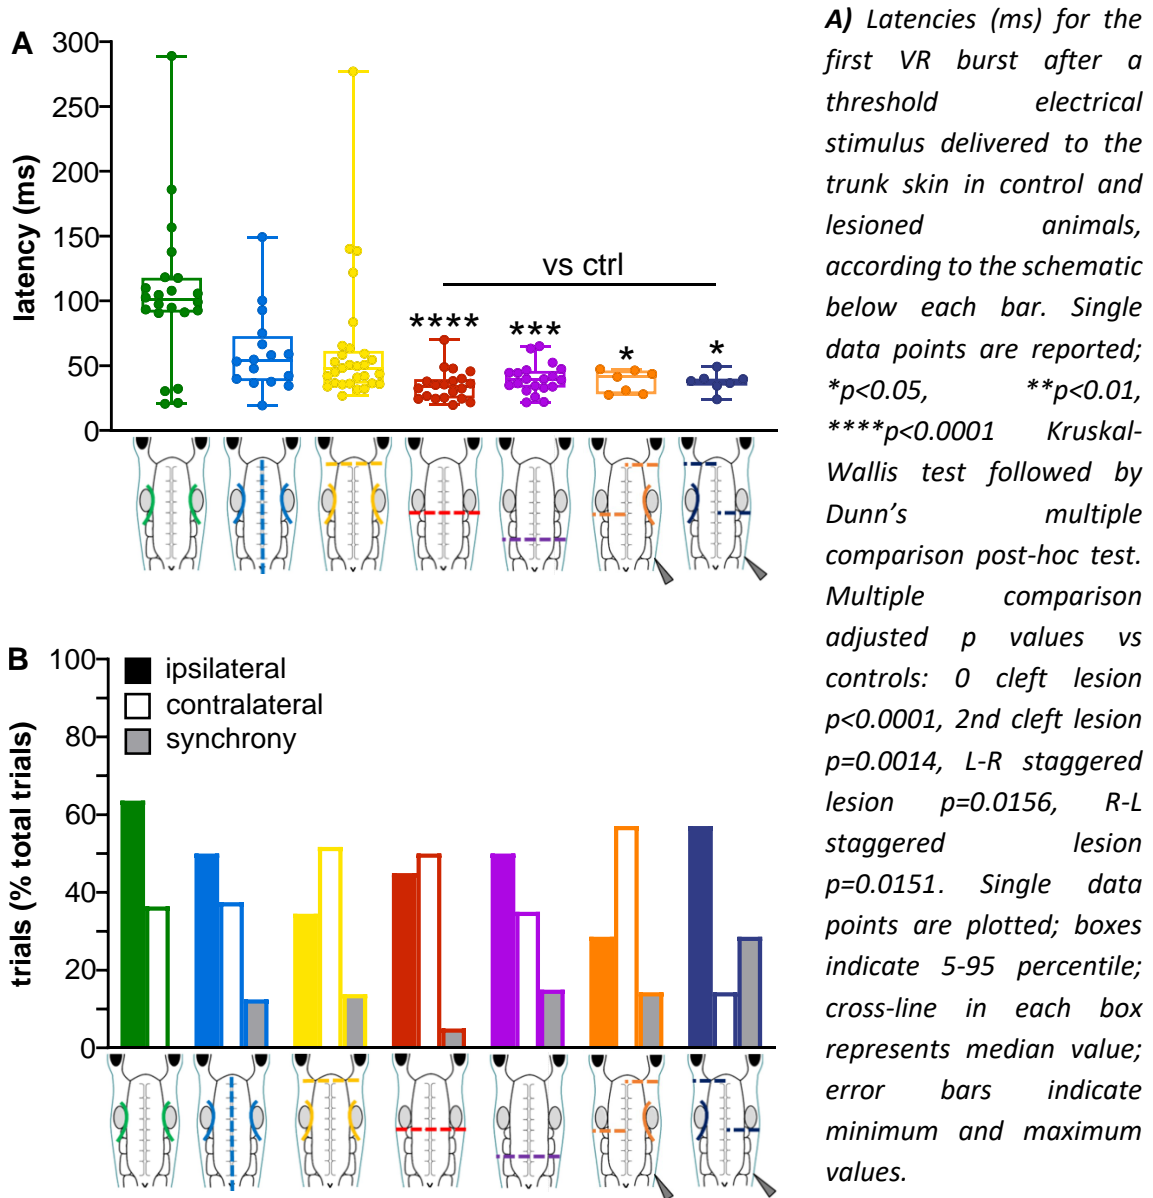 A
300
250
200
150
100
50
0
latency (ms)
vs ctrl
****
***
*
*
B
100
80
60
40
20
0
trials (% total trials)
ipsilateral
contralateral
synchrony
A) Latencies (ms) for the
first VR burst after a
threshold electrical
stimulus delivered to the
trunk skin in control and
lesioned animals,
according to the schematic
below each bar. Single
data points are reported;
*p<0.05, **p<0.01,
****p<0.0001 Kruskal-
Wallis test followed by
Dunn's multiple
comparison post-hoc test.
Multiple comparison
adjusted p values vs
controls: 0 cleft lesion
p<0.0001, 2nd cleft lesion
p=0.0014, L-R staggered
lesion p=0.0156, R-L
staggered lesion
p=0.0151. Single data
points are plotted; boxes
indicate 5-95 percentile;
cross-line in each box
represents median value;
error bars indicate
minimum and maximum
values.